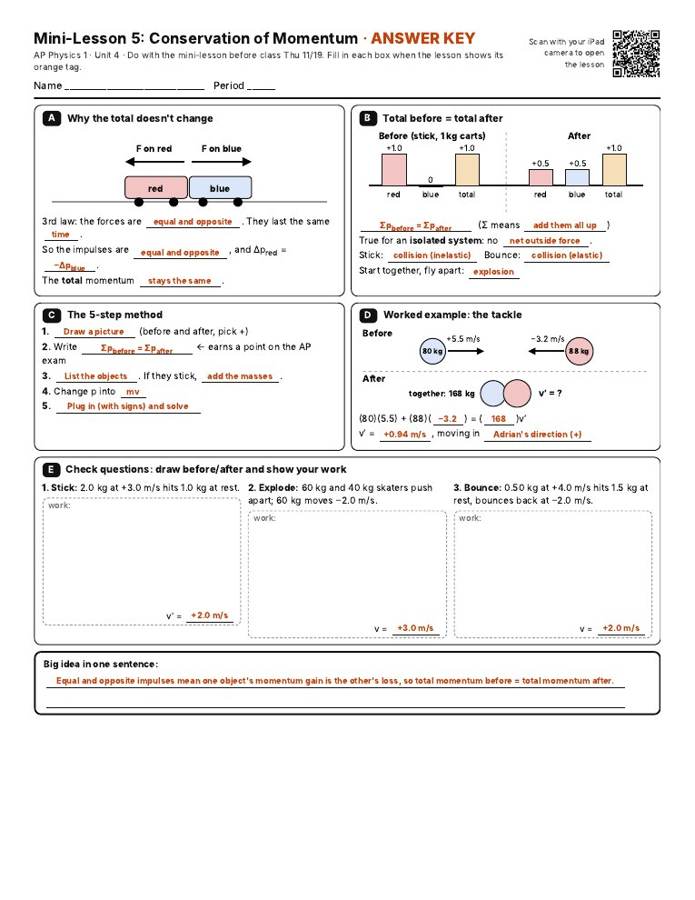 Mini-Lesson 5: Conservation of Momentum · ANSWER KEY
Scan with your iPad
camera to open
the lesson
AP Physics 1 · Unit 4 · Do with the mini-lesson before class Thu 11/19. Fill in each box when the lesson shows its
orange tag.
Name ____________ Period _____
A Why the total doesn't change
F on red F on blue
red blue
3rd law: the forces are equal and opposite . They last the same
time .
So the impulses are equal and opposite , and Δp_red =
−Δp_blue .
The total momentum stays the same .
B Total before = total after
Before (stick, 1 kg carts) After
+1.0 0 +1.0 +0.5 +0.5 +1.0
red blue total red blue total
Σp_before = Σp_after (Σ means add them all up )
True for an isolated system: no net outside force .
Stick: collision (inelastic) Bounce: collision (elastic)
Start together, fly apart: explosion
C The 5-step method
1. Draw a picture (before and after, pick +)
2. Write Σp_before = Σp_after ← earns a point on the AP
exam
3. List the objects . If they stick, add the masses .
4. Change p into mv
5. Plug in (with signs) and solve
D Worked example: the tackle
Before
+5.5 m/s −3.2 m/s
80 kg 88 kg
After
together: 168 kg v' = ?
(80)(5.5) + (88)( −3.2 ) = ( 168 )v'
v' = +0.94 m/s , moving in Adrian's direction (+)
E Check questions: draw before/after and show your work
1. Stick: 2.0 kg at +3.0 m/s hits 1.0 kg at rest.
work:
v' = +2.0 m/s
2. Explode: 60 kg and 40 kg skaters push
apart; 60 kg moves −2.0 m/s.
work:
v = +3.0 m/s
3. Bounce: 0.50 kg at +4.0 m/s hits 1.5 kg at
rest, bounces back at −2.0 m/s.
work:
v = +2.0 m/s
Big idea in one sentence:
Equal and opposite impulses mean one object's momentum gain is the other's loss, so total momentum before = total momentum after.